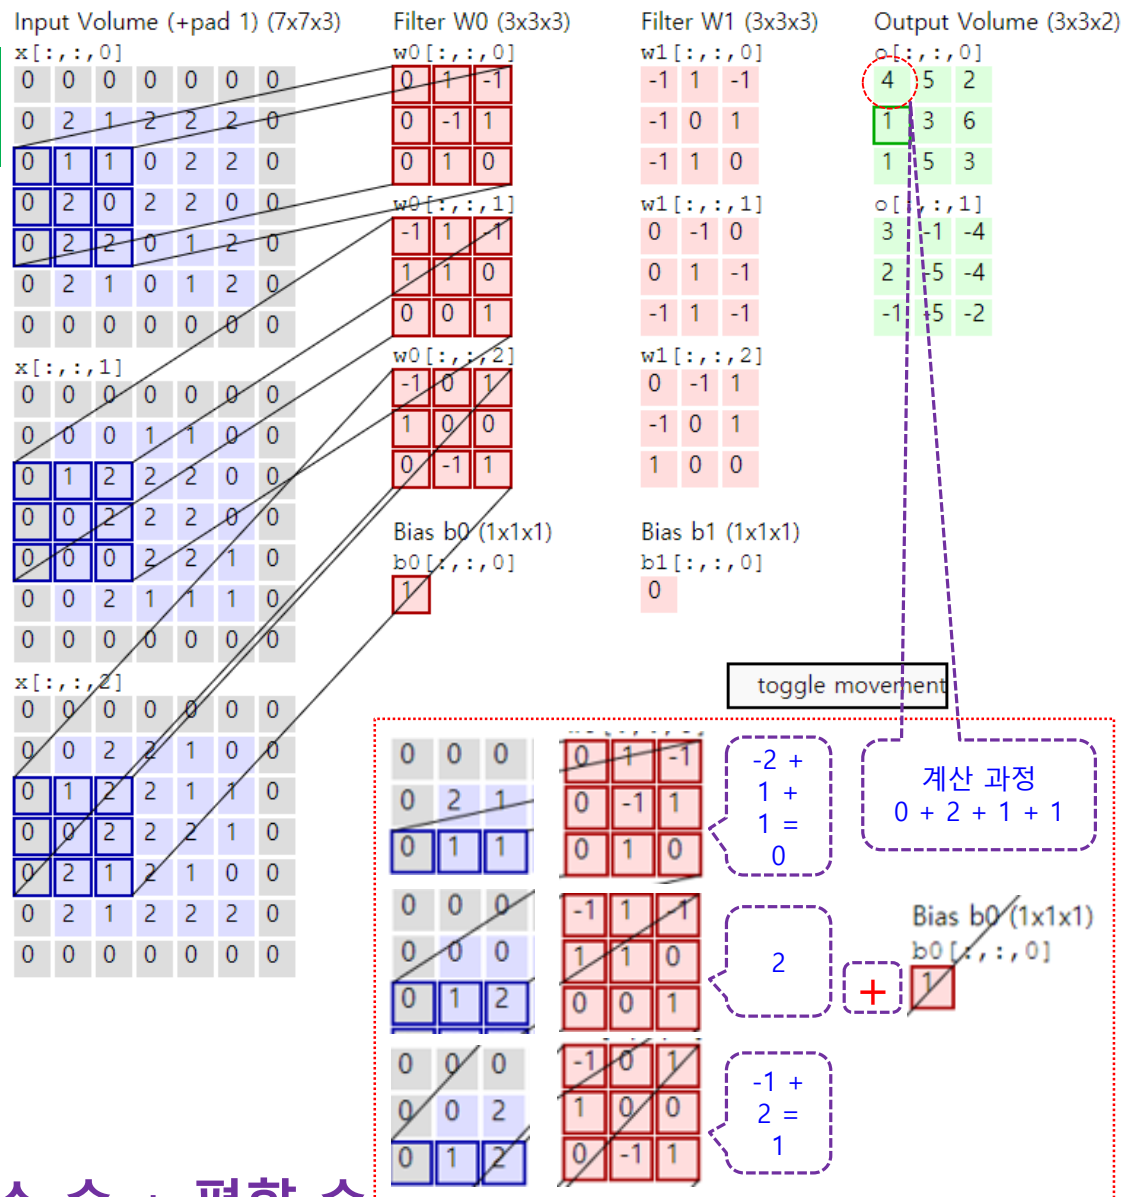 Input Volume (+pad 1) (7x7x3)
x[:,:,0]
0 0 0 0 0 0 0
0 2 1 2 2 2 0
0 1 1 0 2 2 0
0 2 0 2 2 0 0
0 2 2 0 1 2 0
0 2 1 0 1 2 0
0 0 0 0 0 0 0
x[:,:,1]
0 0 0 0 0 0 0
0 0 0 1 1 0 0
0 1 2 2 2 0 0
0 0 2 2 2 0 0
0 0 0 2 2 1 0
0 0 2 1 1 1 0
0 0 0 0 0 0 0
x[:,:,2]
0 0 0 0 0 0 0
0 0 2 2 1 0 0
0 1 2 2 1 1 0
0 0 2 2 2 1 0
0 2 1 2 1 0 0
0 2 1 2 2 2 0
0 0 0 0 0 0 0
Filter W0 (3x3x3)
w0[:,:,0]
0 1 -1
0 -1 1
0 1 0
w0[:,:,1]
-1 1 -1
1 1 0
0 0 1
w0[:,:,2]
-1 0 1
1 0 0
0 -1 1
Bias b0 (1x1x1)
b0[:,:,0]
1
Filter W1 (3x3x3)
w1[:,:,0]
-1 1 -1
-1 0 1
-1 1 0
w1[:,:,1]
0 -1 0
0 1 -1
-1 1 -1
w1[:,:,2]
0 -1 1
-1 0 1
1 0 0
Bias b1 (1x1x1)
b1[:,:,0]
0
Output Volume (3x3x2)
o[:,:,0]
4 5 2
1 3 6
1 5 3
o[:,:,1]
3 -1 -4
2 -5 -4
-1 -5 -2
toggle movement
0 0 0
0 2 1
0 1 1
0 1 -1
0 -1 1
0 1 0
-2 +
1 +
1 =
0
계산 과정
0 + 2 + 1 + 1
0 0 0
0 0 0
0 1 2
-1 1 -1
1 1 0
0 0 1
2
+
Bias b0 (1x1x1)
b0[:,:,0]
1
0 0 0
0 0 2
0 1 2
-1 0 1
1 0 0
0 -1 1
-1 +
2 =
1